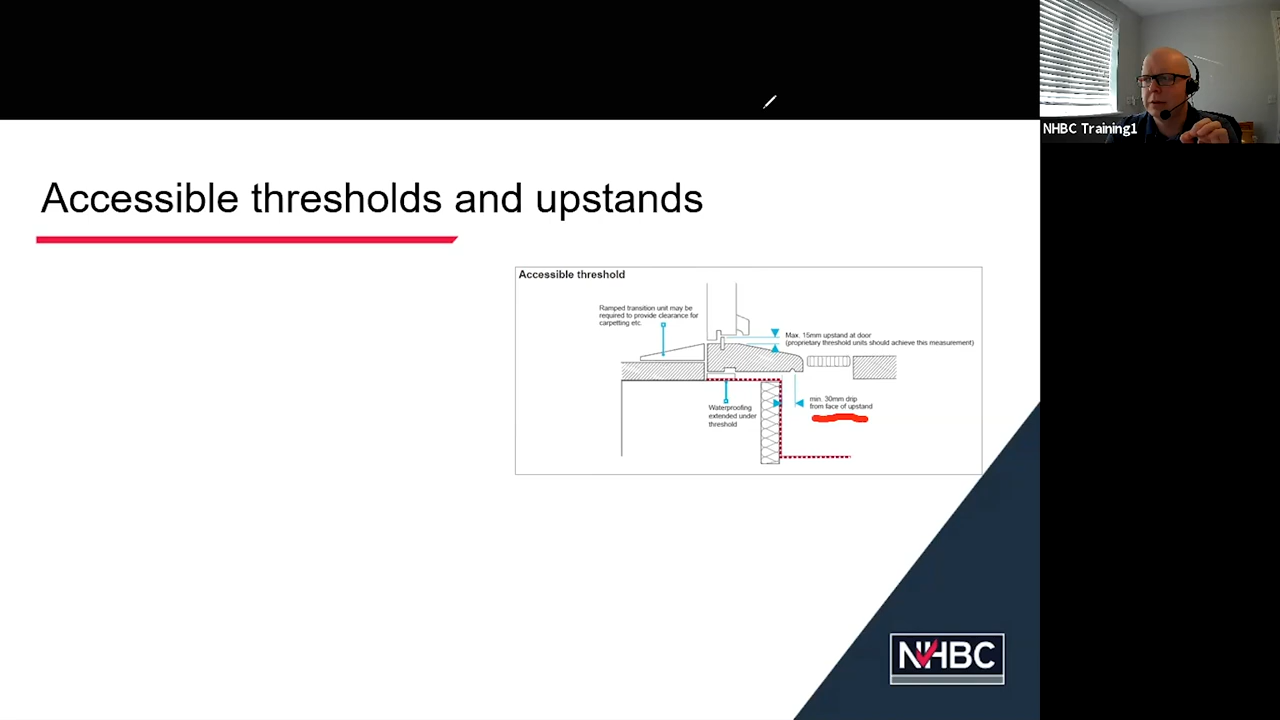 NHBC Training1
Accessible thresholds and upstands
Accessible threshold
Ramped transition unit may be
required to provide clearance for
carpetting etc
Max. 15mm upstand at door
(proprietary threshold units should achieve this measurement)
Waterproofing
extended under
threshold
min. 30mm drip
from face of upstand
NHBC